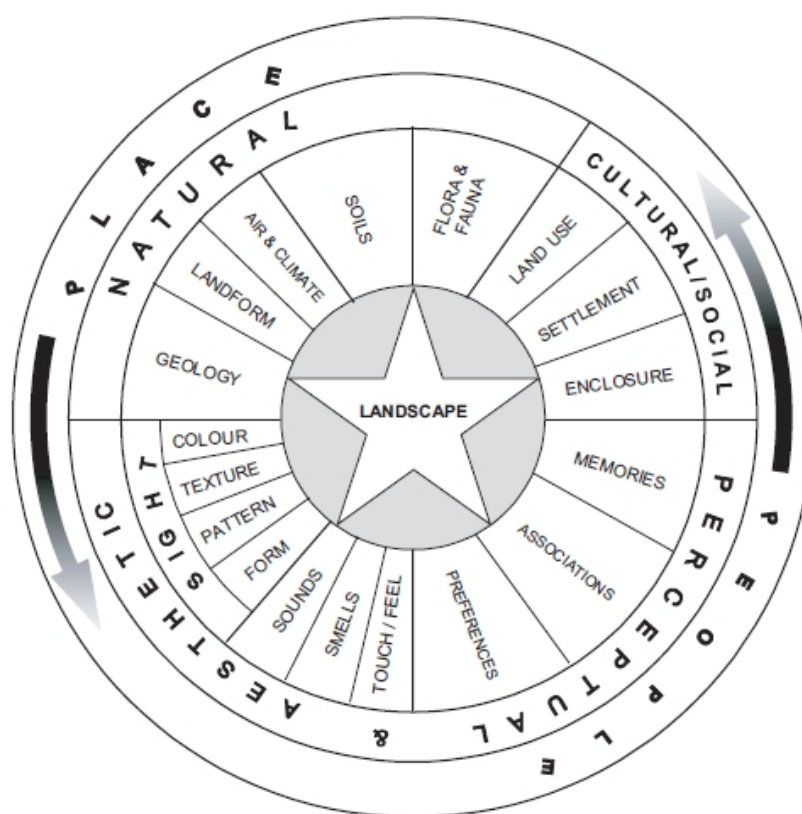 PLACE
NATURAL
CULTURAL/SOCIAL
GEOLOGY
LANDFORM
AIR & CLIMATE
SOILS
FLORA &
FAUNA
LAND USE
SETTLEMENT
ENCLOSURE
LANDSCAPE
COLOUR
TEXTURE
PATTERN
FORM
SIGHT
SOUNDS
SMELLS
TOUCH / FEEL
PREFERENCES
ASSOCIATIONS
MEMORIES
AESTHETIC & PERCEPTUAL
PEOPLE